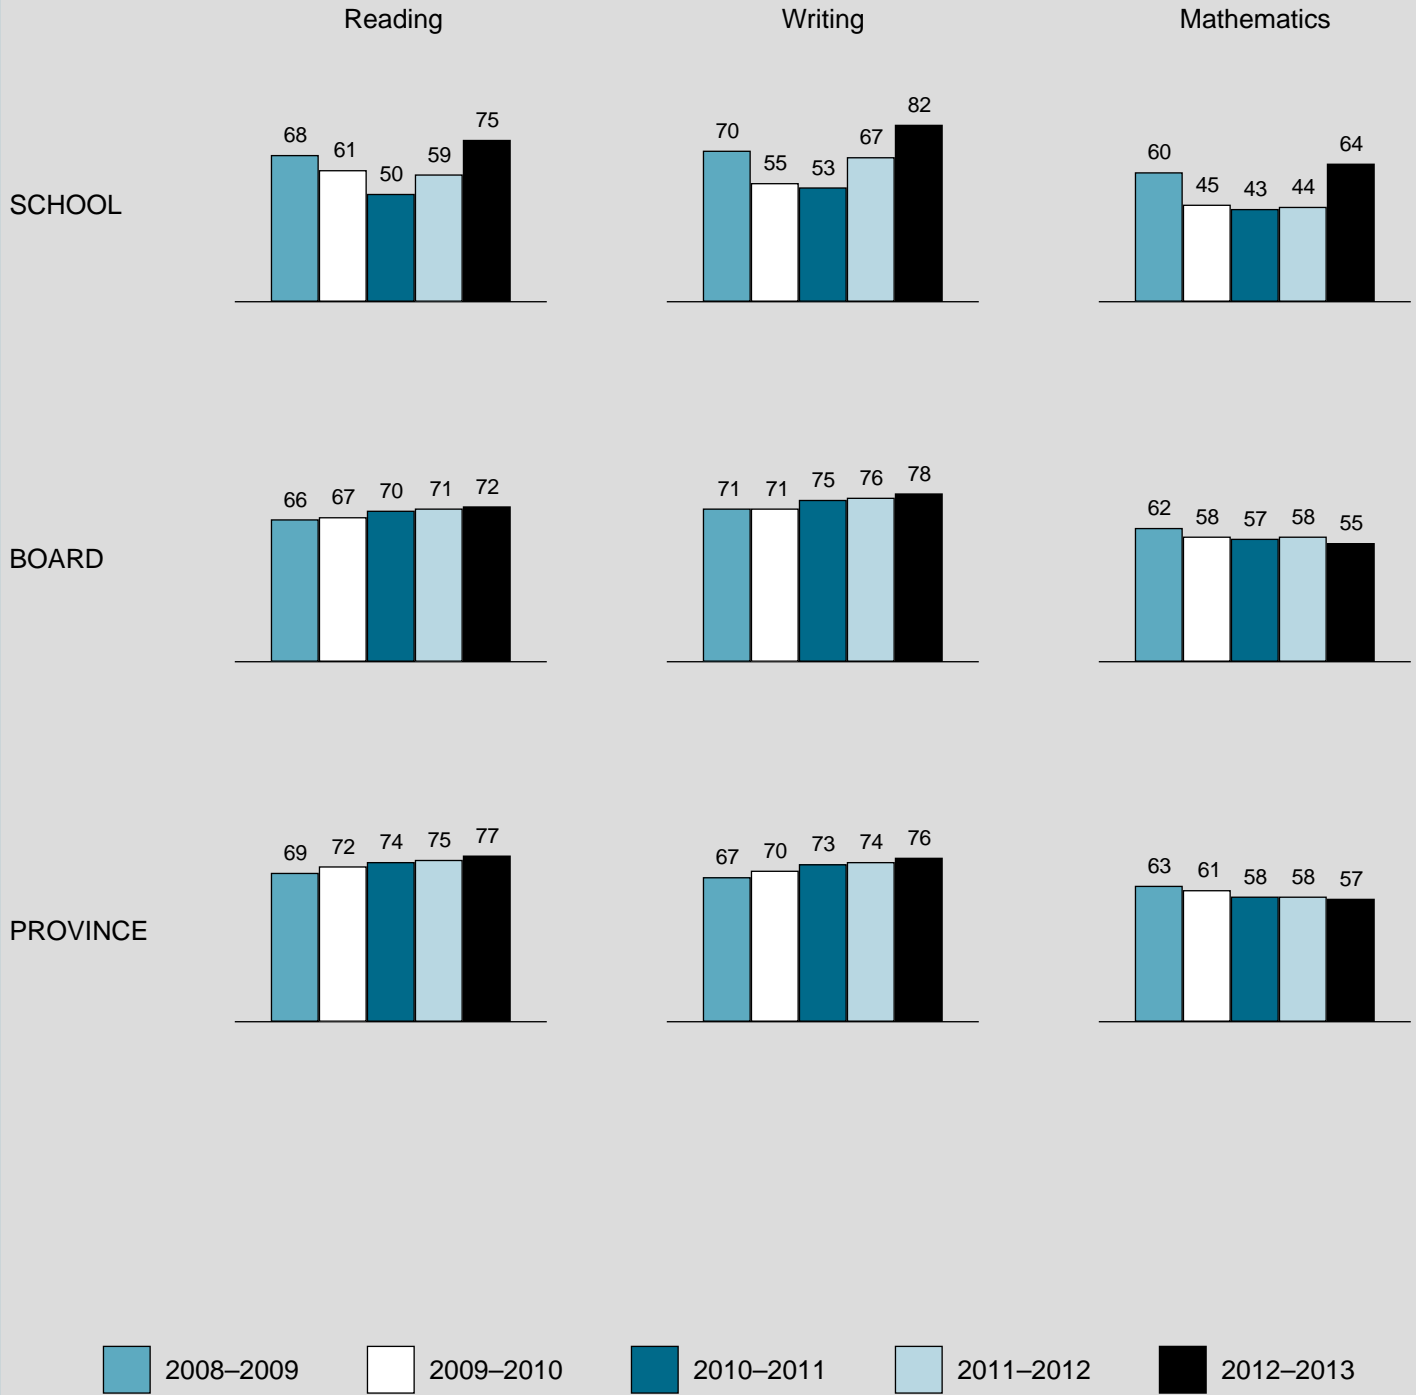 Reading Writing Mathematics
SCHOOL
68 61 50 59 75
70 55 53 67 82
60 45 43 44 64
BOARD
66 67 70 71 72
71 71 75 76 78
62 58 57 58 55
PROVINCE
69 72 74 75 77
67 70 73 74 76
63 61 58 58 57
2008–2009 2009–2010 2010–2011 2011–2012 2012–2013